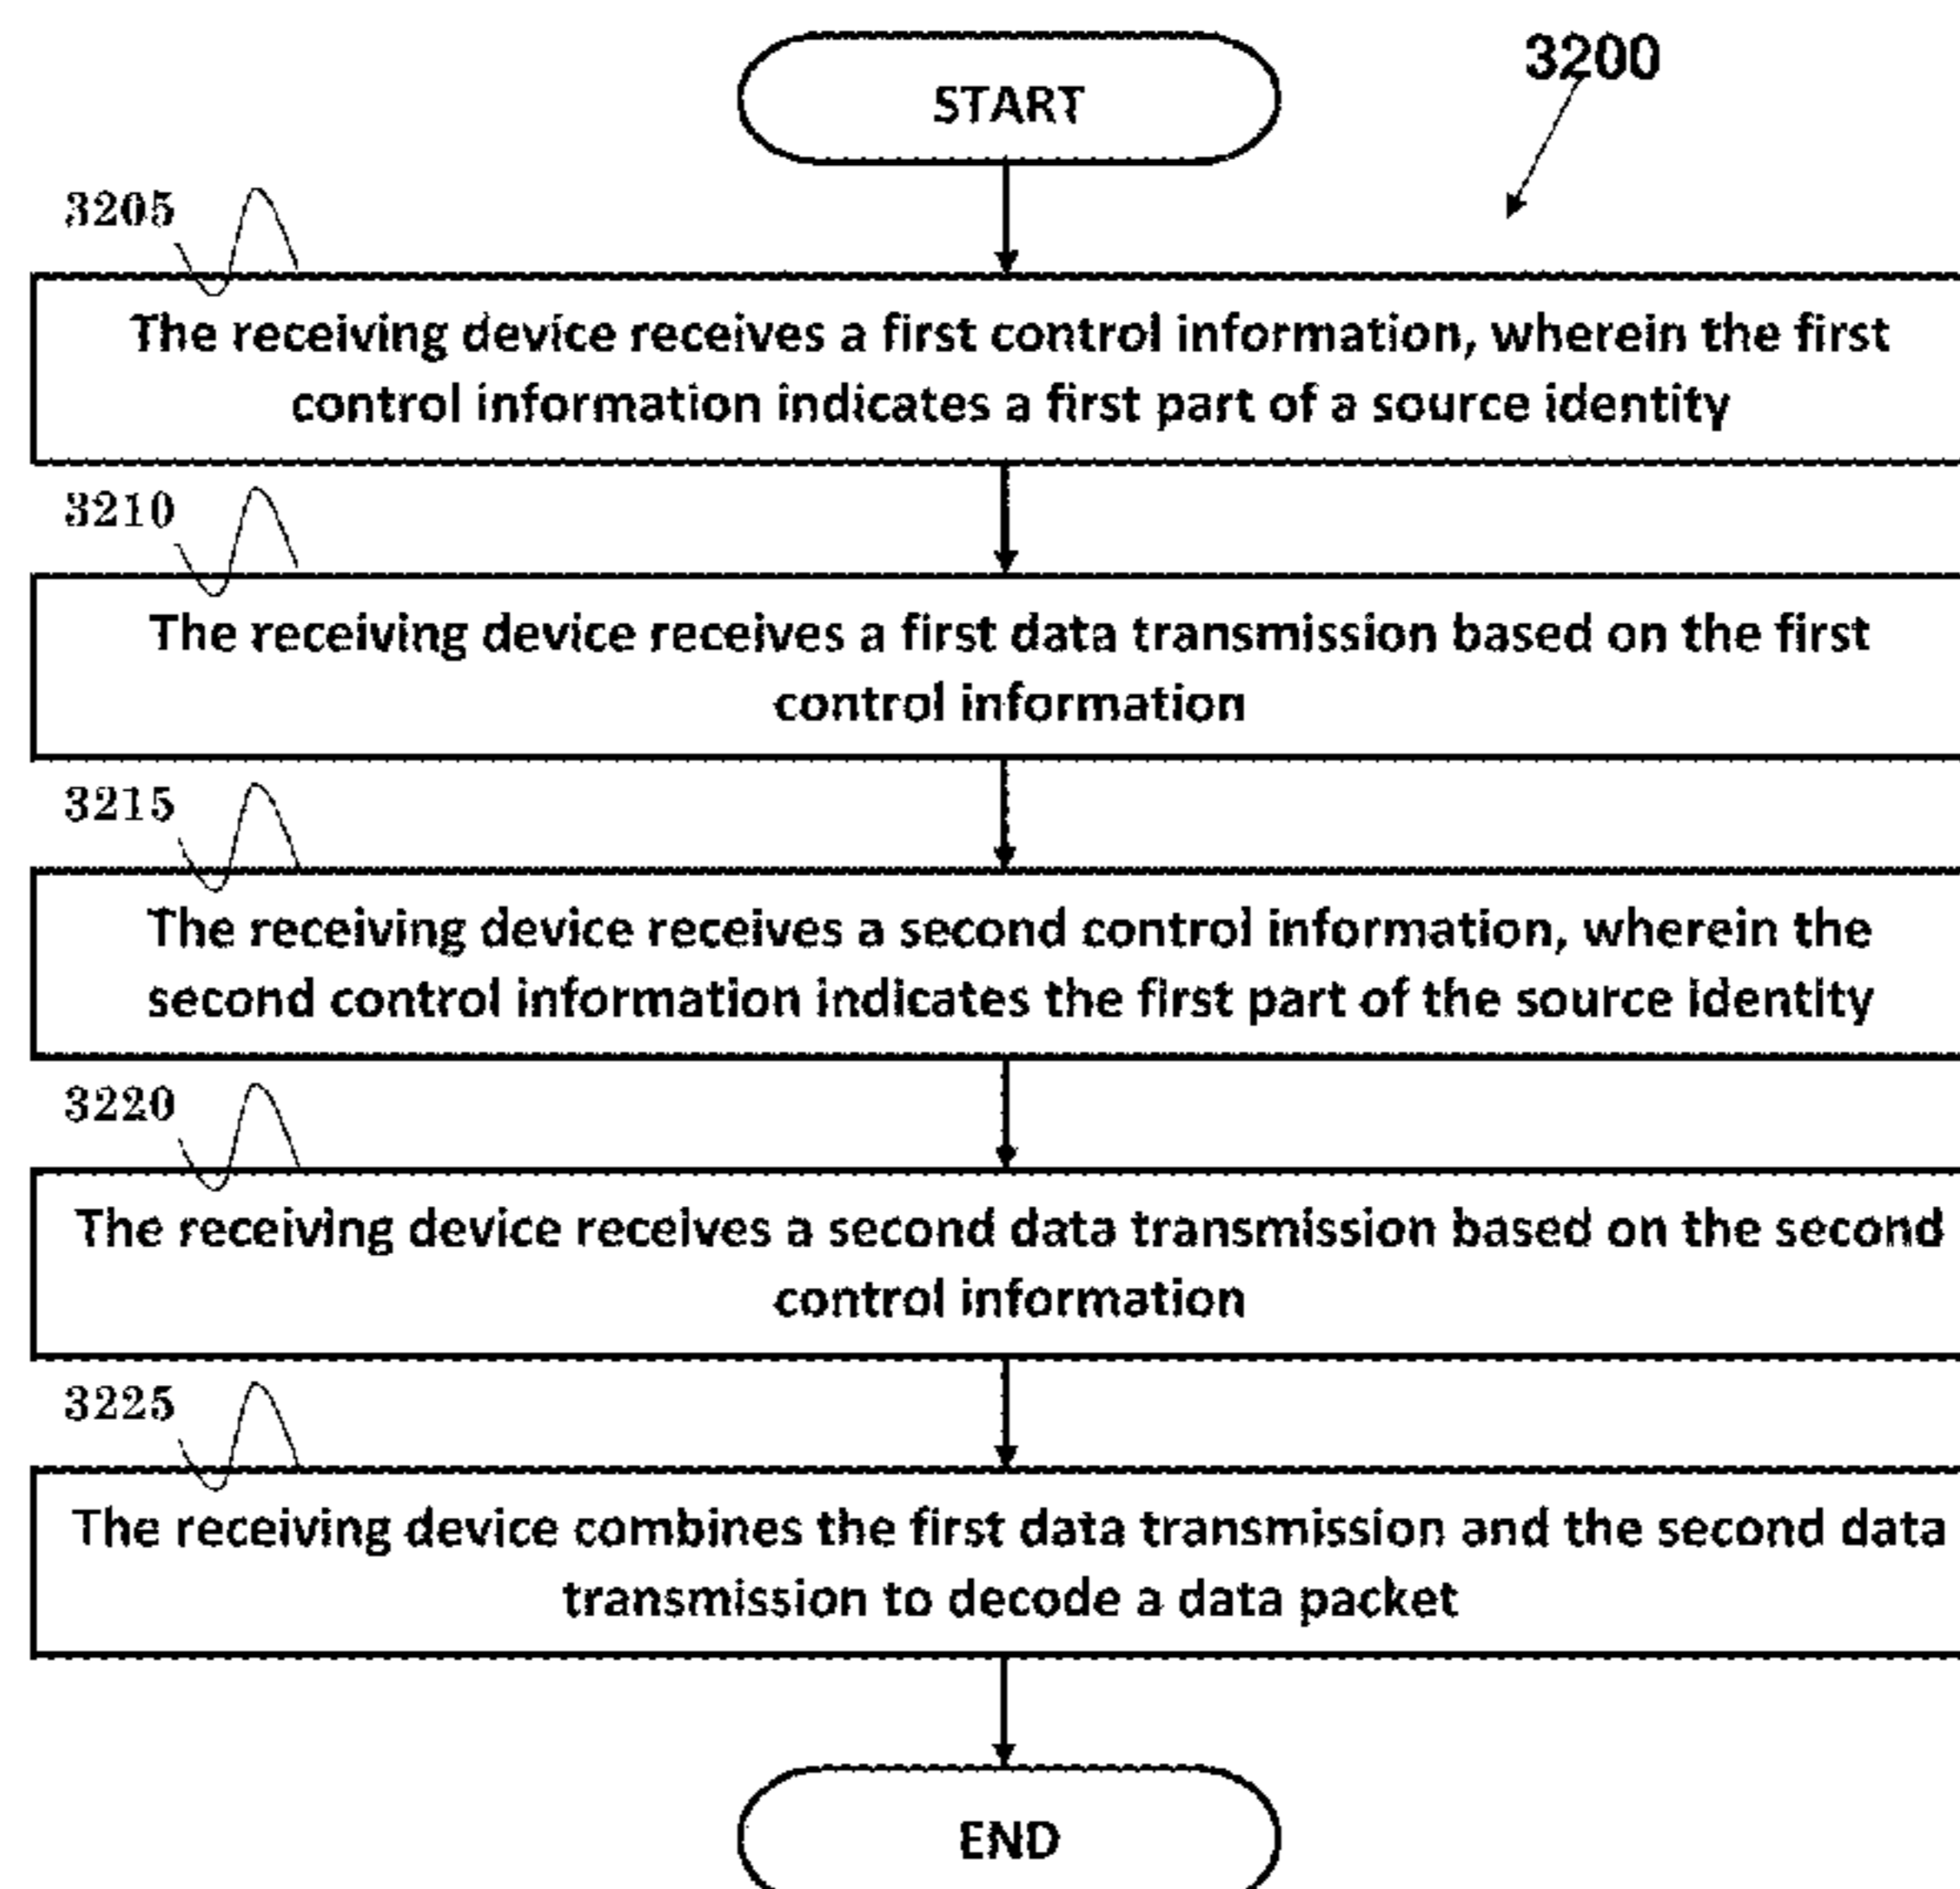 START
3200
3205
The receiving device receives a first control information, wherein the first
control information indicates a first part of a source identity
3210
The receiving device receives a first data transmission based on the first
control information
3215
The receiving device receives a second control information, wherein the
second control information indicates the first part of the source identity
3220
The receiving device receives a second data transmission based on the second
control information
3225
The receiving device combines the first data transmission and the second data
transmission to decode a data packet
END